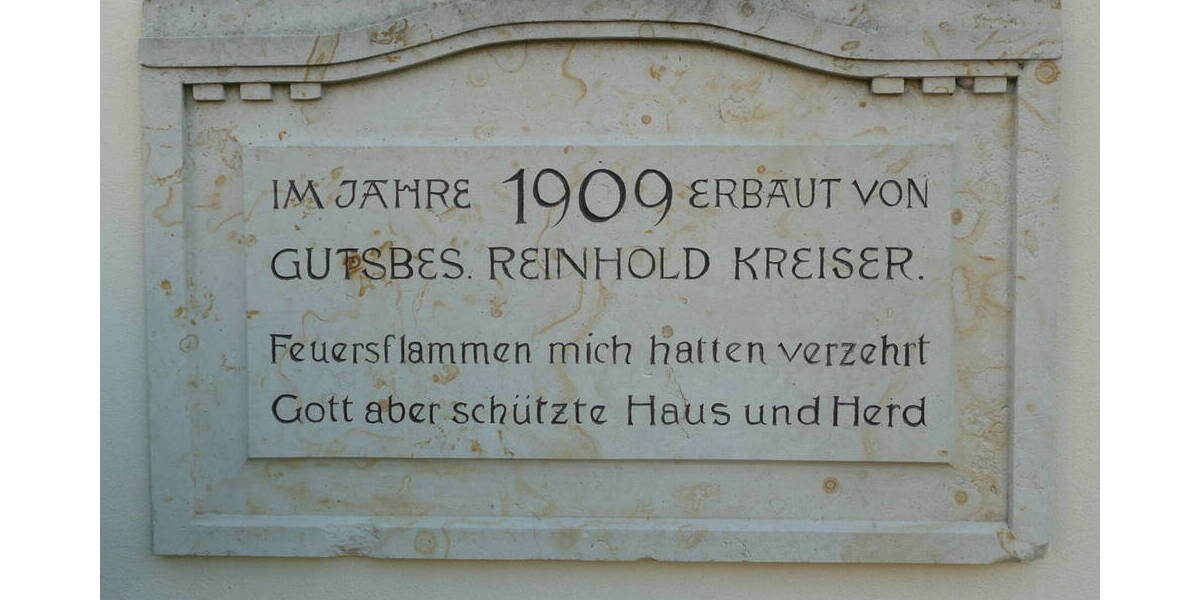 IM JAHRE 1909 ERBAUT VON
GUTSBES. REINHOLD KREISER.
Feuersflammen mich hatten verzehrt
Gott aber schützte Haus und Herd